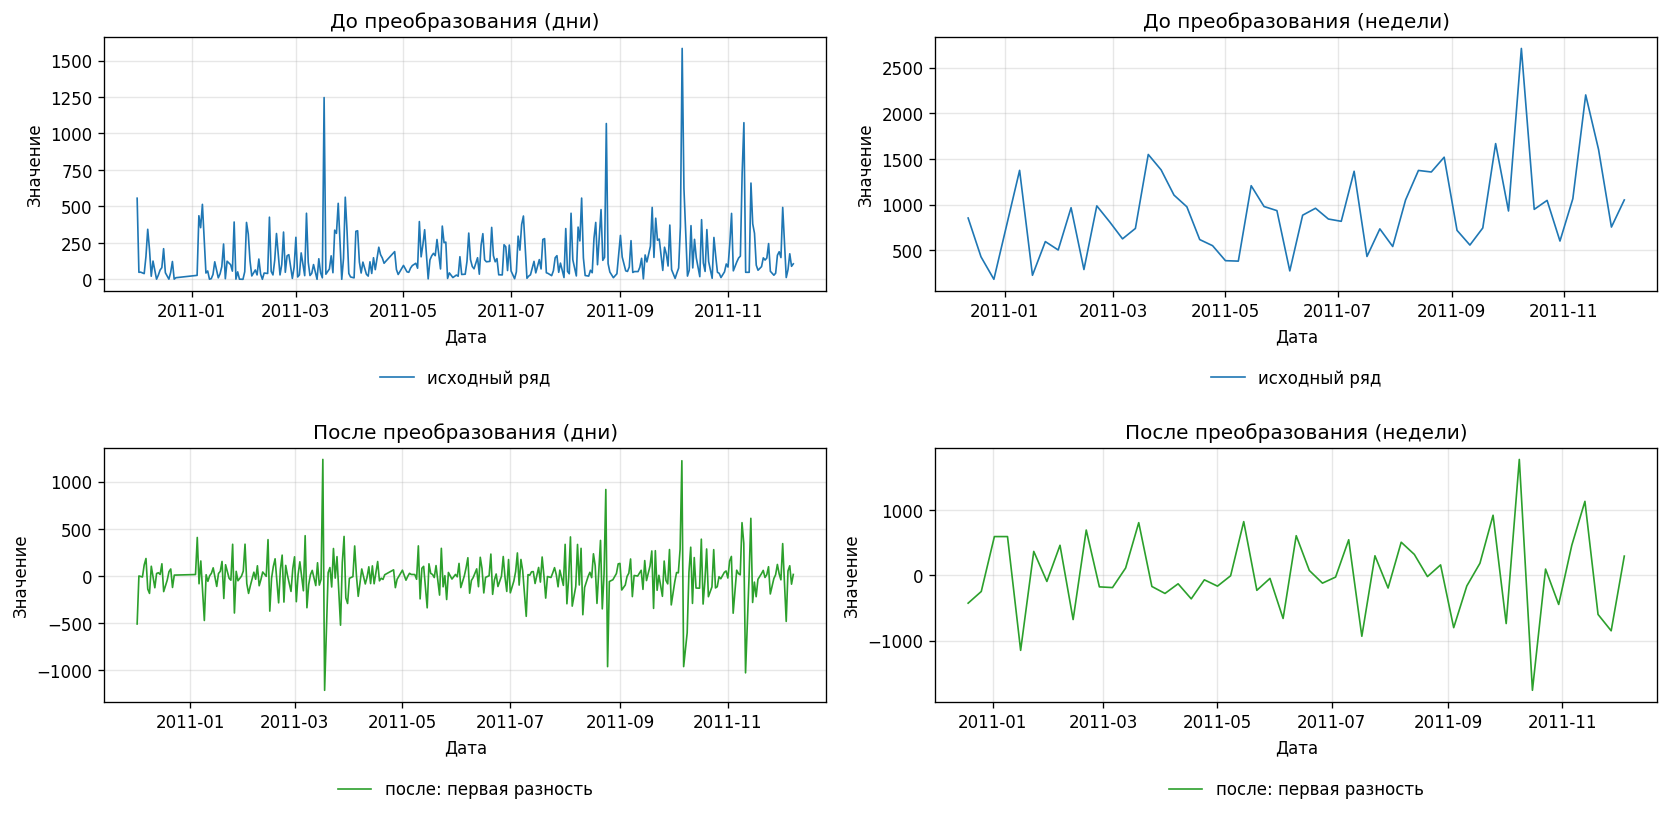 До преобразования (дни)
Значение
1500
1250
1000
750
500
250
0
2011-01 2011-03 2011-05 2011-07 2011-09 2011-11
Дата
исходный ряд
До преобразования (недели)
Значение
2500
2000
1500
1000
500
2011-01 2011-03 2011-05 2011-07 2011-09 2011-11
Дата
исходный ряд
После преобразования (дни)
Значение
1000
500
0
−500
−1000
2011-01 2011-03 2011-05 2011-07 2011-09 2011-11
Дата
после: первая разность
После преобразования (недели)
Значение
1000
0
−1000
2011-01 2011-03 2011-05 2011-07 2011-09 2011-11
Дата
после: первая разность